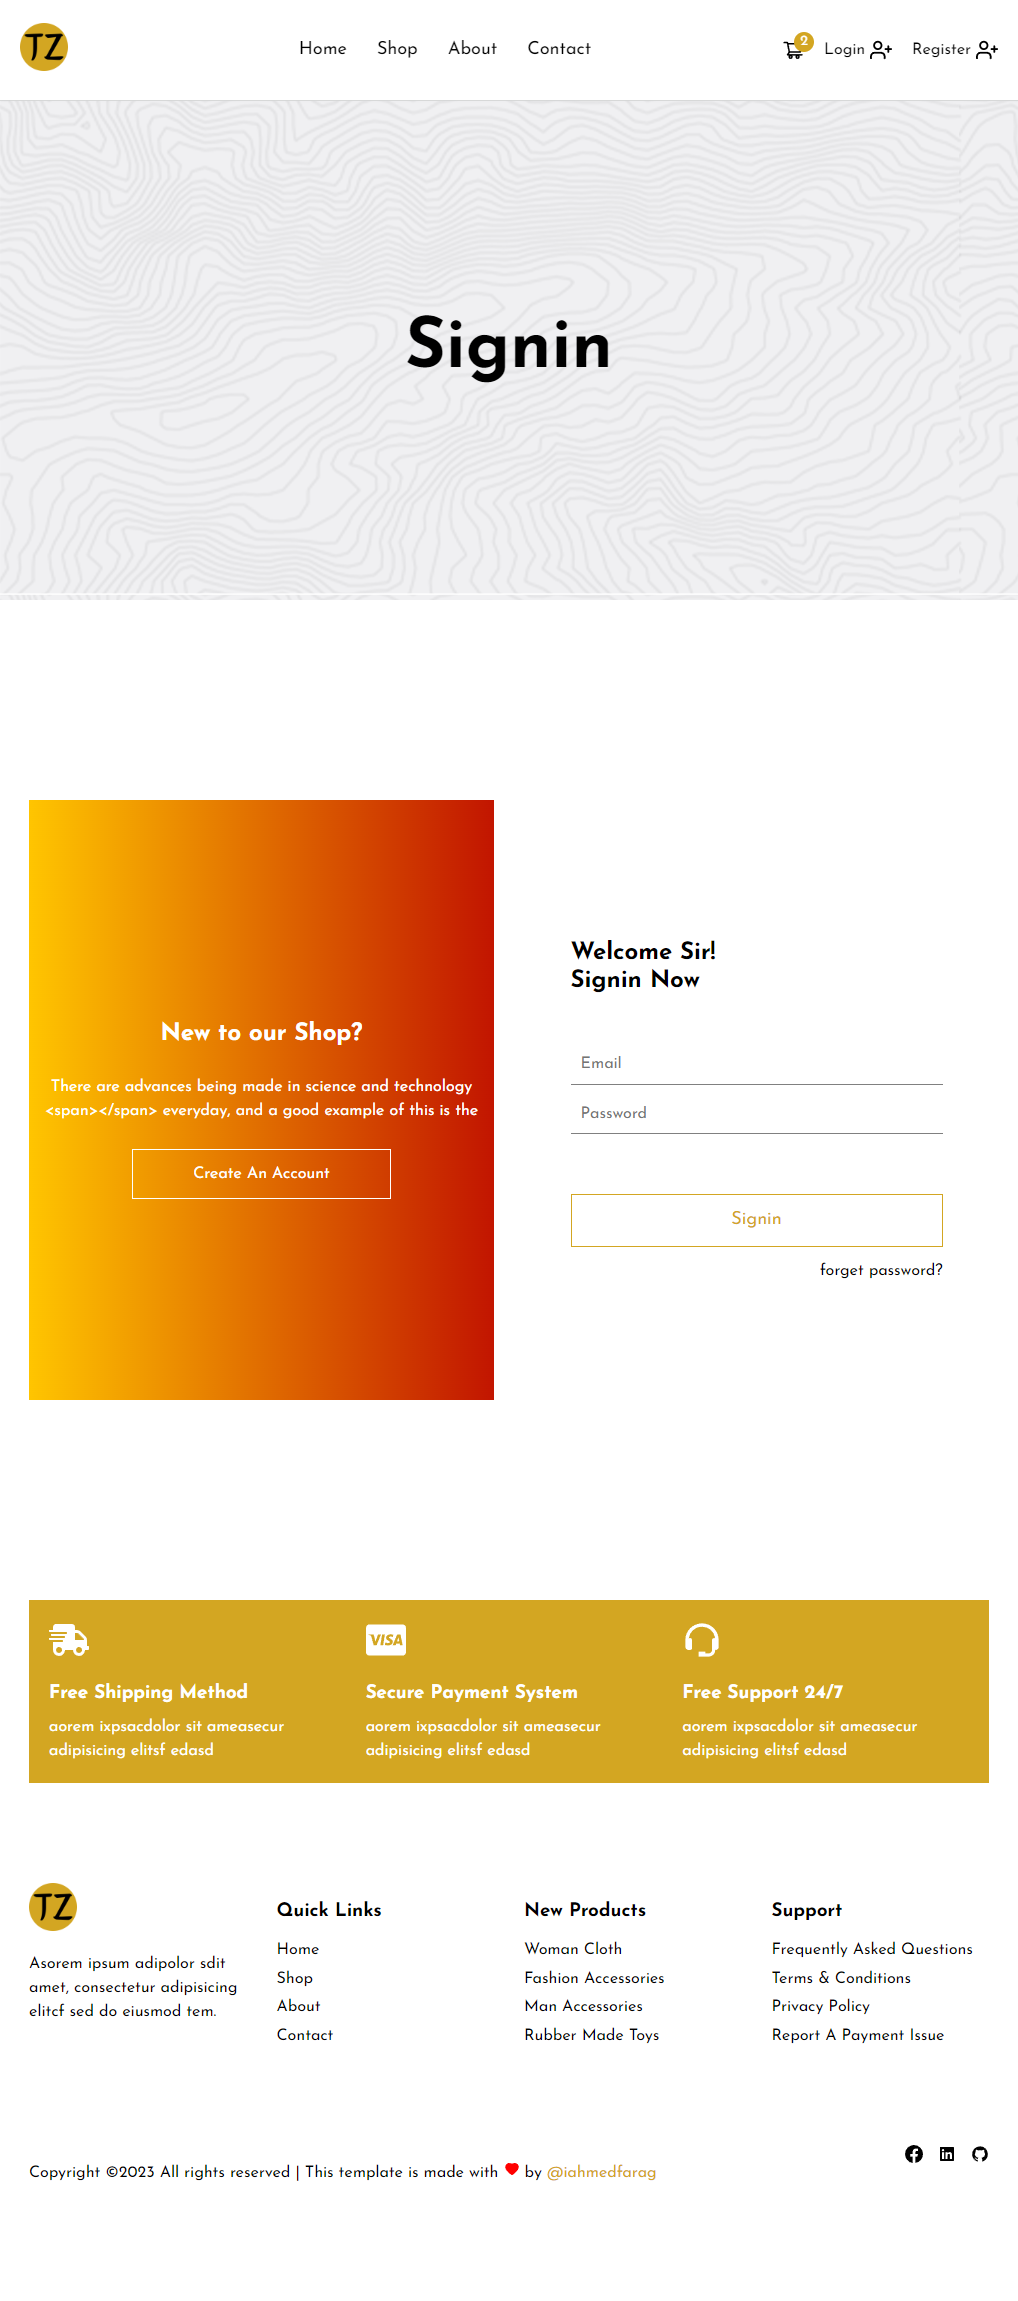 TZ
Home Shop About Contact
2 Login Register
Signin
Welcome Sir!
Signin Now
New to our Shop?
There are advances being made in science and technology
<span></span> everyday, and a good example of this is the
Create An Account
Email
Password
Signin
forget password?
VISA
Free Shipping Method
aorem ixpsacdolor sit ameasecur
adipisicing elitsf edasd
Secure Payment System
aorem ixpsacdolor sit ameasecur
adipisicing elitsf edasd
Free Support 24/7
aorem ixpsacdolor sit ameasecur
adipisicing elitsf edasd
TZ
Asorem ipsum adipolor sdit
amet, consectetur adipisicing
elitcf sed do eiusmod tem.
Quick Links
Home
Shop
About
Contact
New Products
Woman Cloth
Fashion Accessories
Man Accessories
Rubber Made Toys
Support
Frequently Asked Questions
Terms & Conditions
Privacy Policy
Report A Payment Issue
Copyright ©2023 All rights reserved | This template is made with ♥ by @iahmedfarag